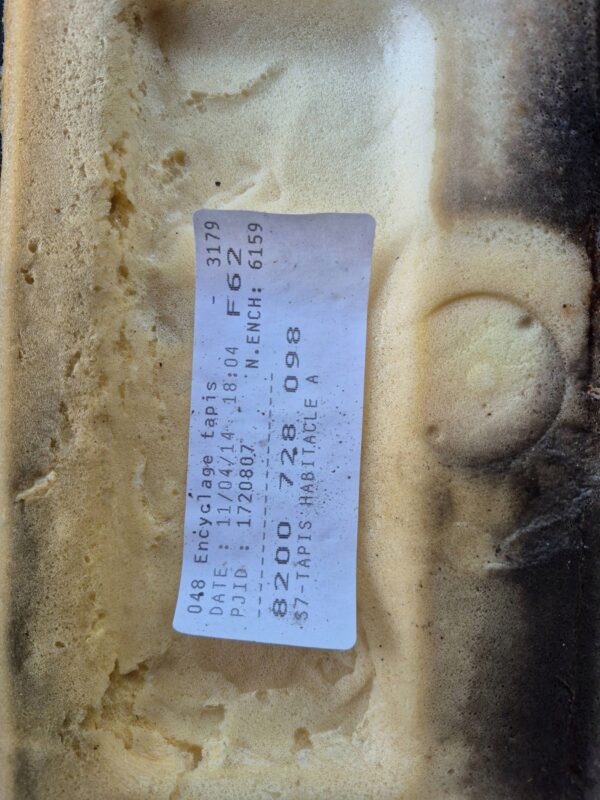 048 Encyclage tapis - 3179
DATE : 11/04/14 18:04 F62
PJID : 1720807 N.ENCH: 6159
--------------------
8200 728 098
S7-TAPIS HABITACLE A